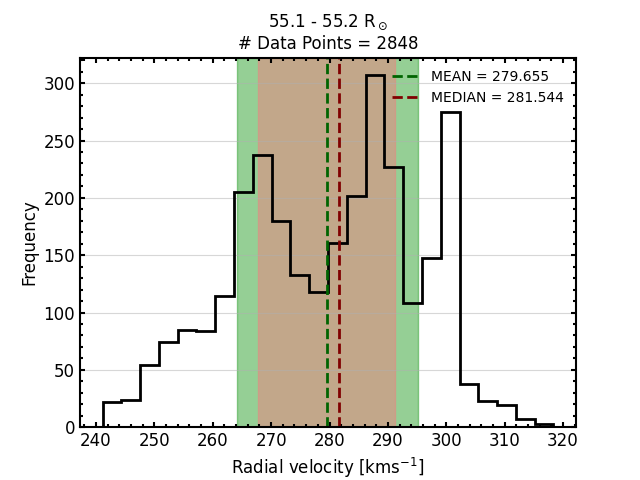 55.1 - 55.2 R⊙
# Data Points = 2848
MEAN = 279.655
MEDIAN = 281.544
Frequency
300
250
200
150
100
50
0
240 250 260 270 280 290 300 310 320
Radial velocity [kms⁻¹]